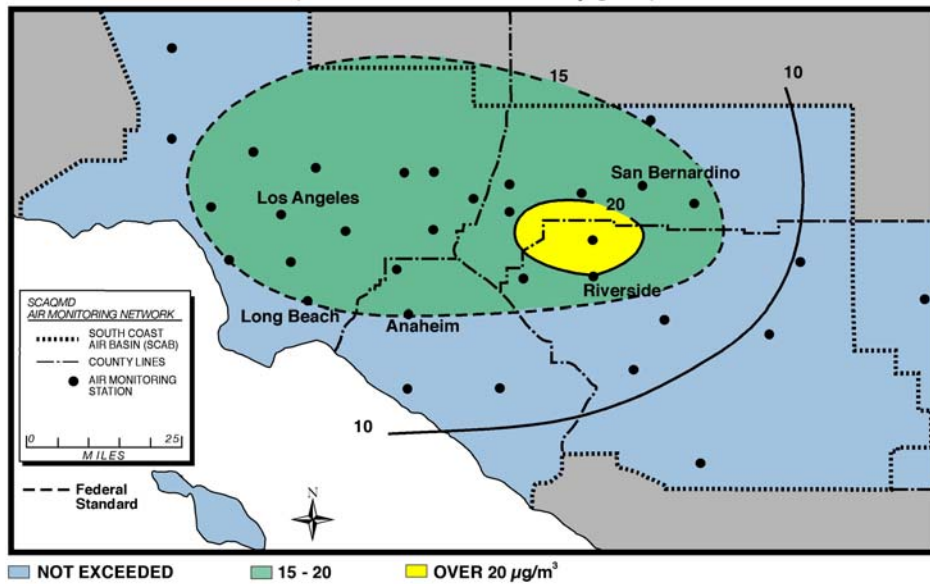 15
10
San Bernardino
Los Angeles
20
Riverside
Long Beach
Anaheim
10
SCAQMD
AIR MONITORING NETWORK
SOUTH COAST
AIR BASIN (SCAB)
COUNTY LINES
AIR MONITORING
STATION
0 25
MILES
Federal
Standard
N
NOT EXCEEDED 15 - 20 OVER 20 µg/m³